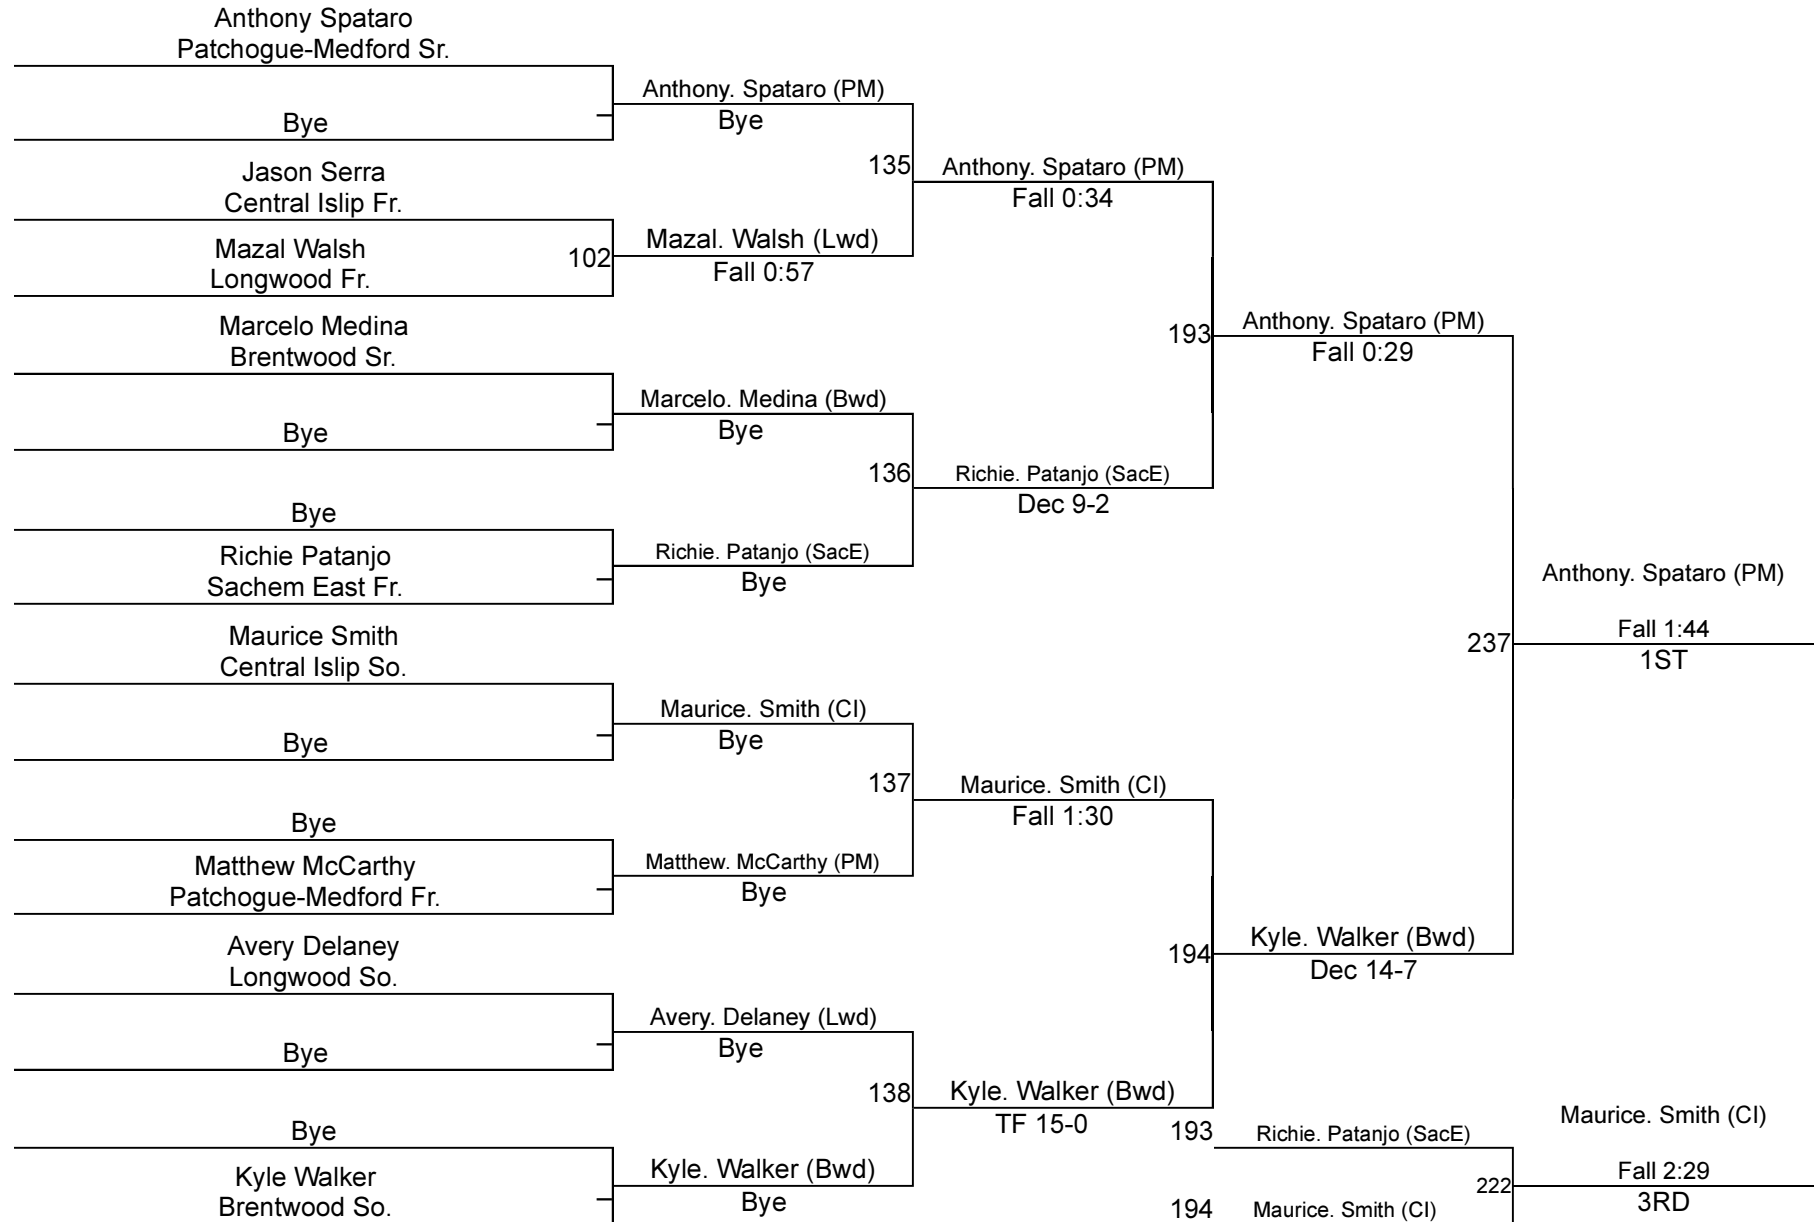 Anthony Spataro
Patchogue-Medford Sr.
Bye
Jason Serra
Central Islip Fr.
Mazal Walsh
Longwood Fr.
Marcelo Medina
Brentwood Sr.
Bye
Bye
Richie Patanjo
Sachem East Fr.
Maurice Smith
Central Islip So.
Bye
Bye
Matthew McCarthy
Patchogue-Medford Fr.
Avery Delaney
Longwood So.
Bye
Bye
Kyle Walker
Brentwood So.
102
Anthony. Spataro (PM)
Bye
Mazal. Walsh (Lwd)
Fall 0:57
Marcelo. Medina (Bwd)
Bye
Richie. Patanjo (SacE)
Bye
Maurice. Smith (CI)
Bye
Matthew. McCarthy (PM)
Bye
Avery. Delaney (Lwd)
Bye
Kyle. Walker (Bwd)
Bye
135
136
137
138
Anthony. Spataro (PM)
Fall 0:34
Richie. Patanjo (SacE)
Dec 9-2
Maurice. Smith (CI)
Fall 1:30
Kyle. Walker (Bwd)
TF 15-0
193
194
Anthony. Spataro (PM)
Fall 0:29
Kyle. Walker (Bwd)
Dec 14-7
237
Anthony. Spataro (PM)
Fall 1:44
1ST
193
Richie. Patanjo (SacE)
194
Maurice. Smith (CI)
222
Maurice. Smith (CI)
Fall 2:29
3RD